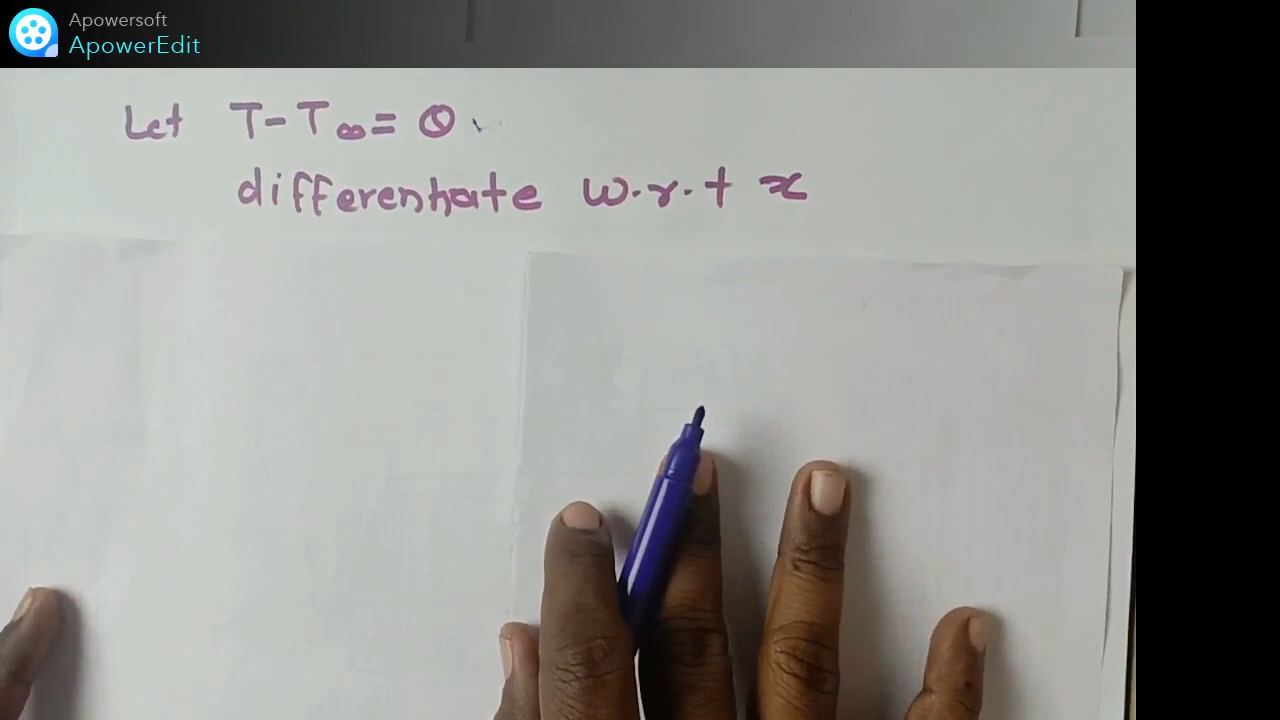 Apowersoft
ApowerEdit
Let T-T∞ = θ
differentiate w.r.t x